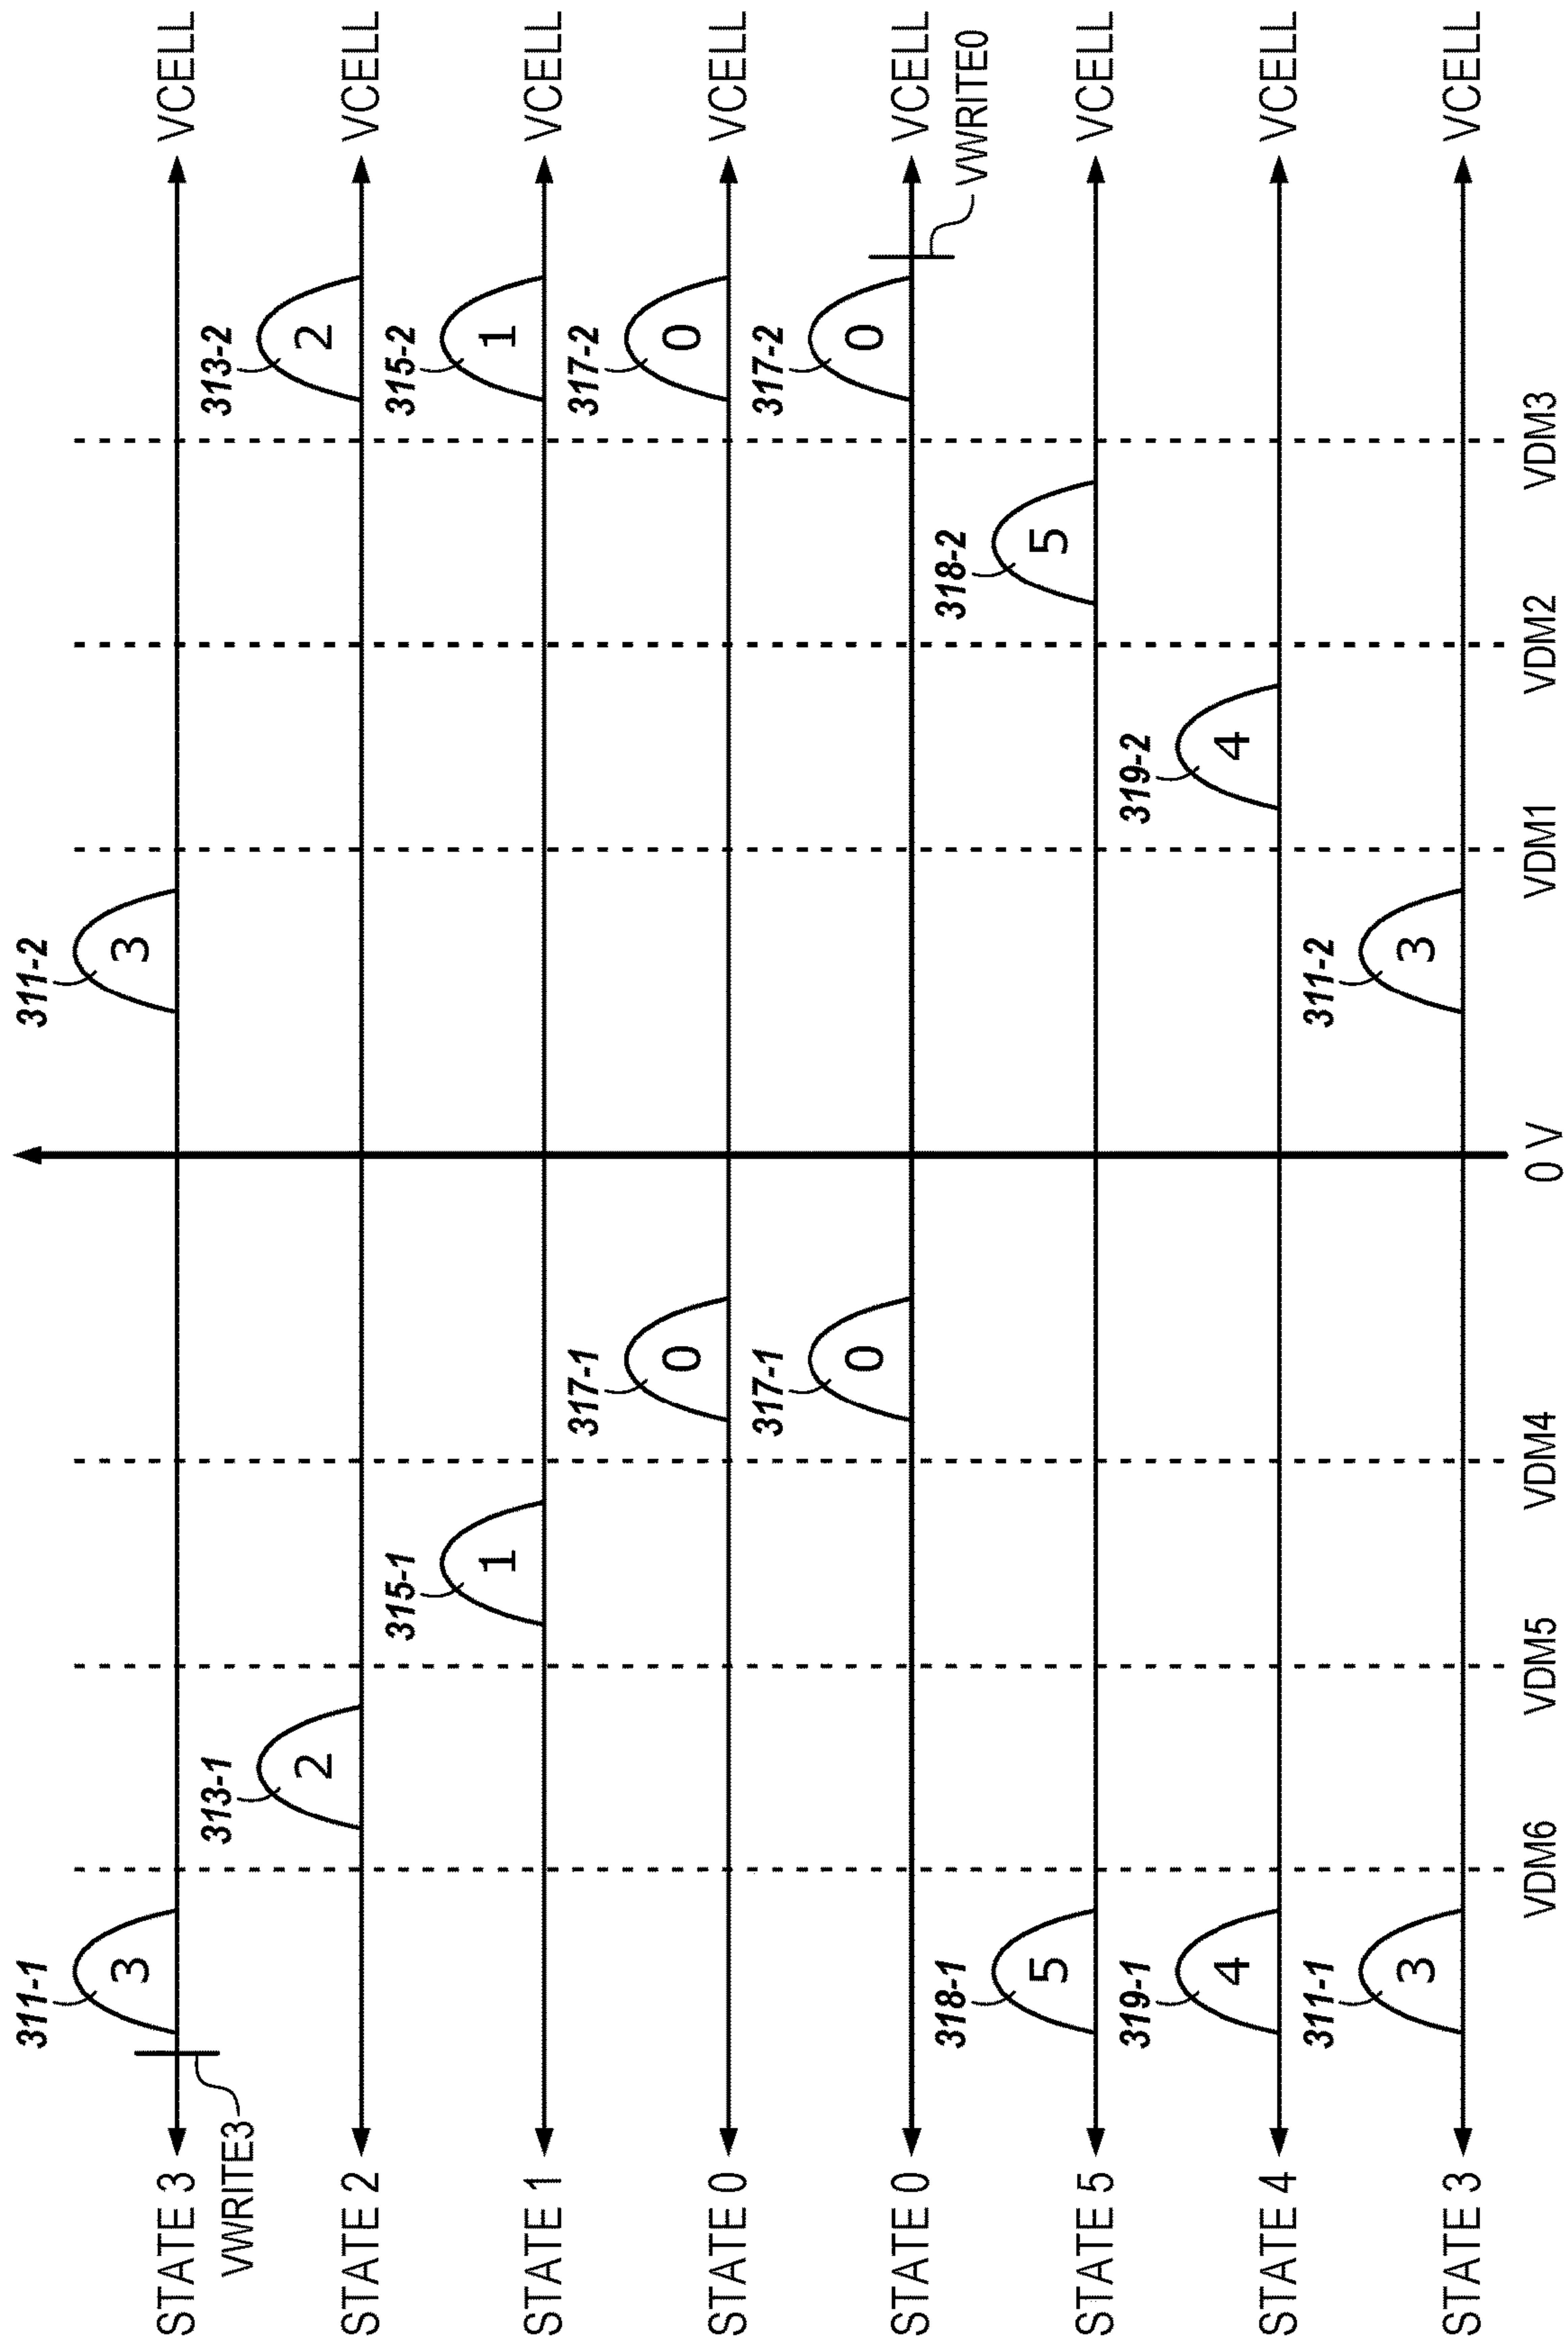 311-1
311-2
3
3
STATE 3
VCELL
VWRITE3
313-1
313-2
2
2
STATE 2
VCELL
315-1
315-2
1
1
STATE 1
VCELL
317-1
317-2
0
0
STATE 0
VCELL
317-1
317-2
0
0
STATE 0
VCELL
VWRITE0
318-1
318-2
5
5
STATE 5
VCELL
319-1
319-2
4
4
STATE 4
VCELL
311-1
311-2
3
3
STATE 3
VCELL
VDM6
VDM5
VDM4
0 V
VDM1
VDM2
VDM3